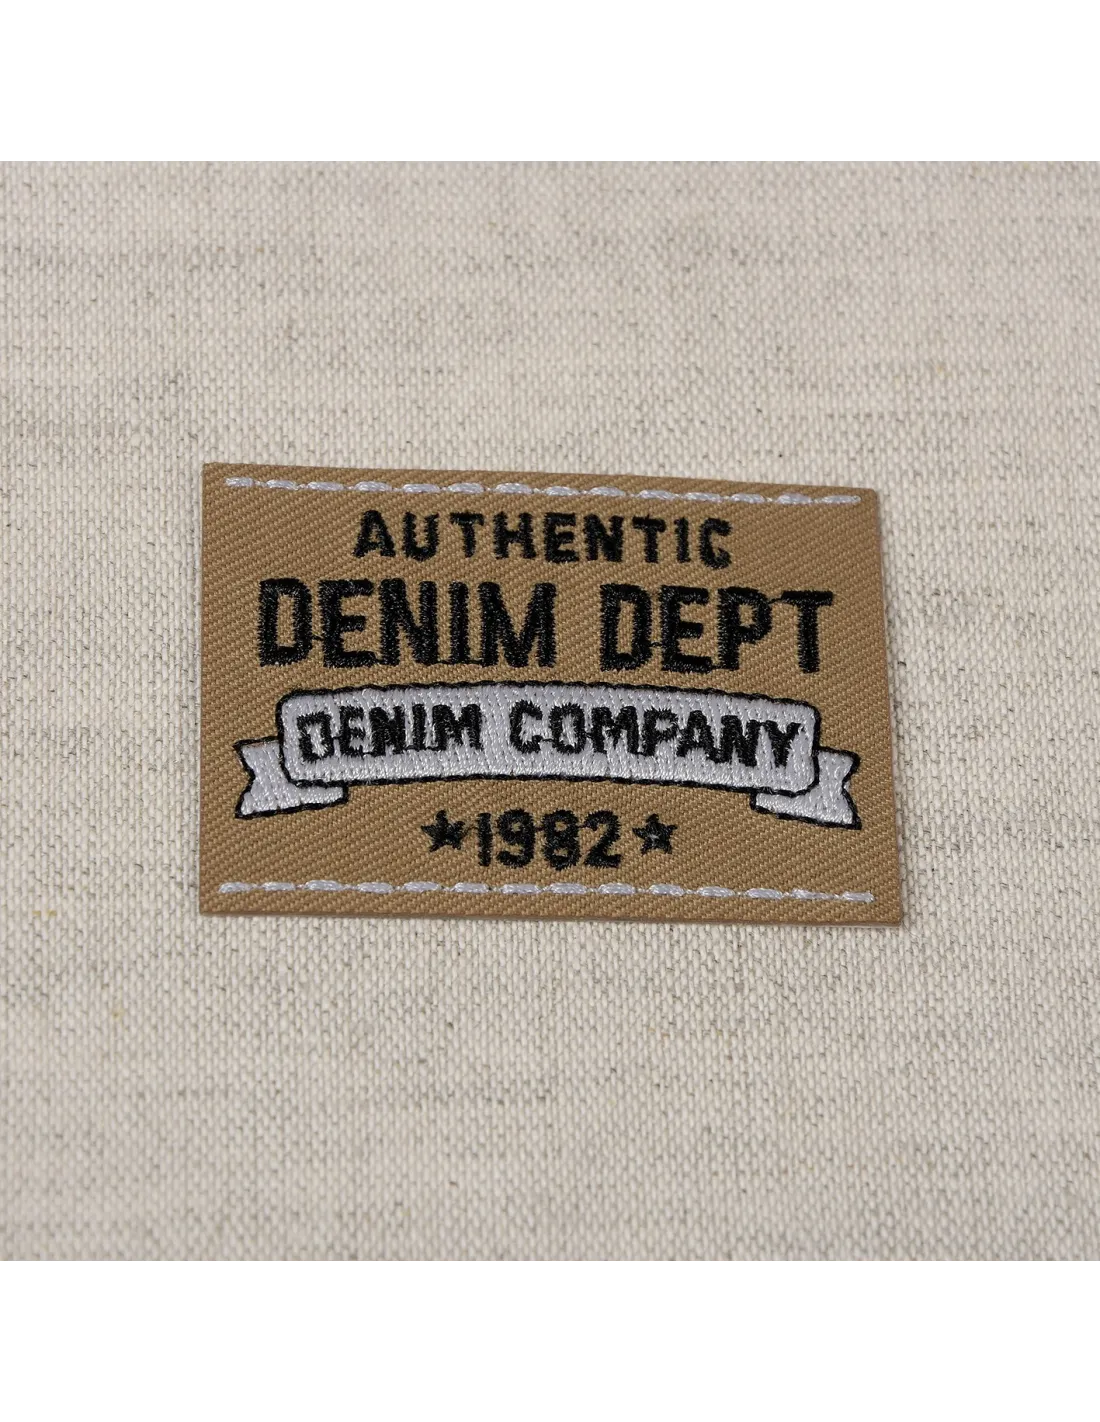 AUTHENTIC
DENIM DEPT
DENIM COMPANY
★1982★